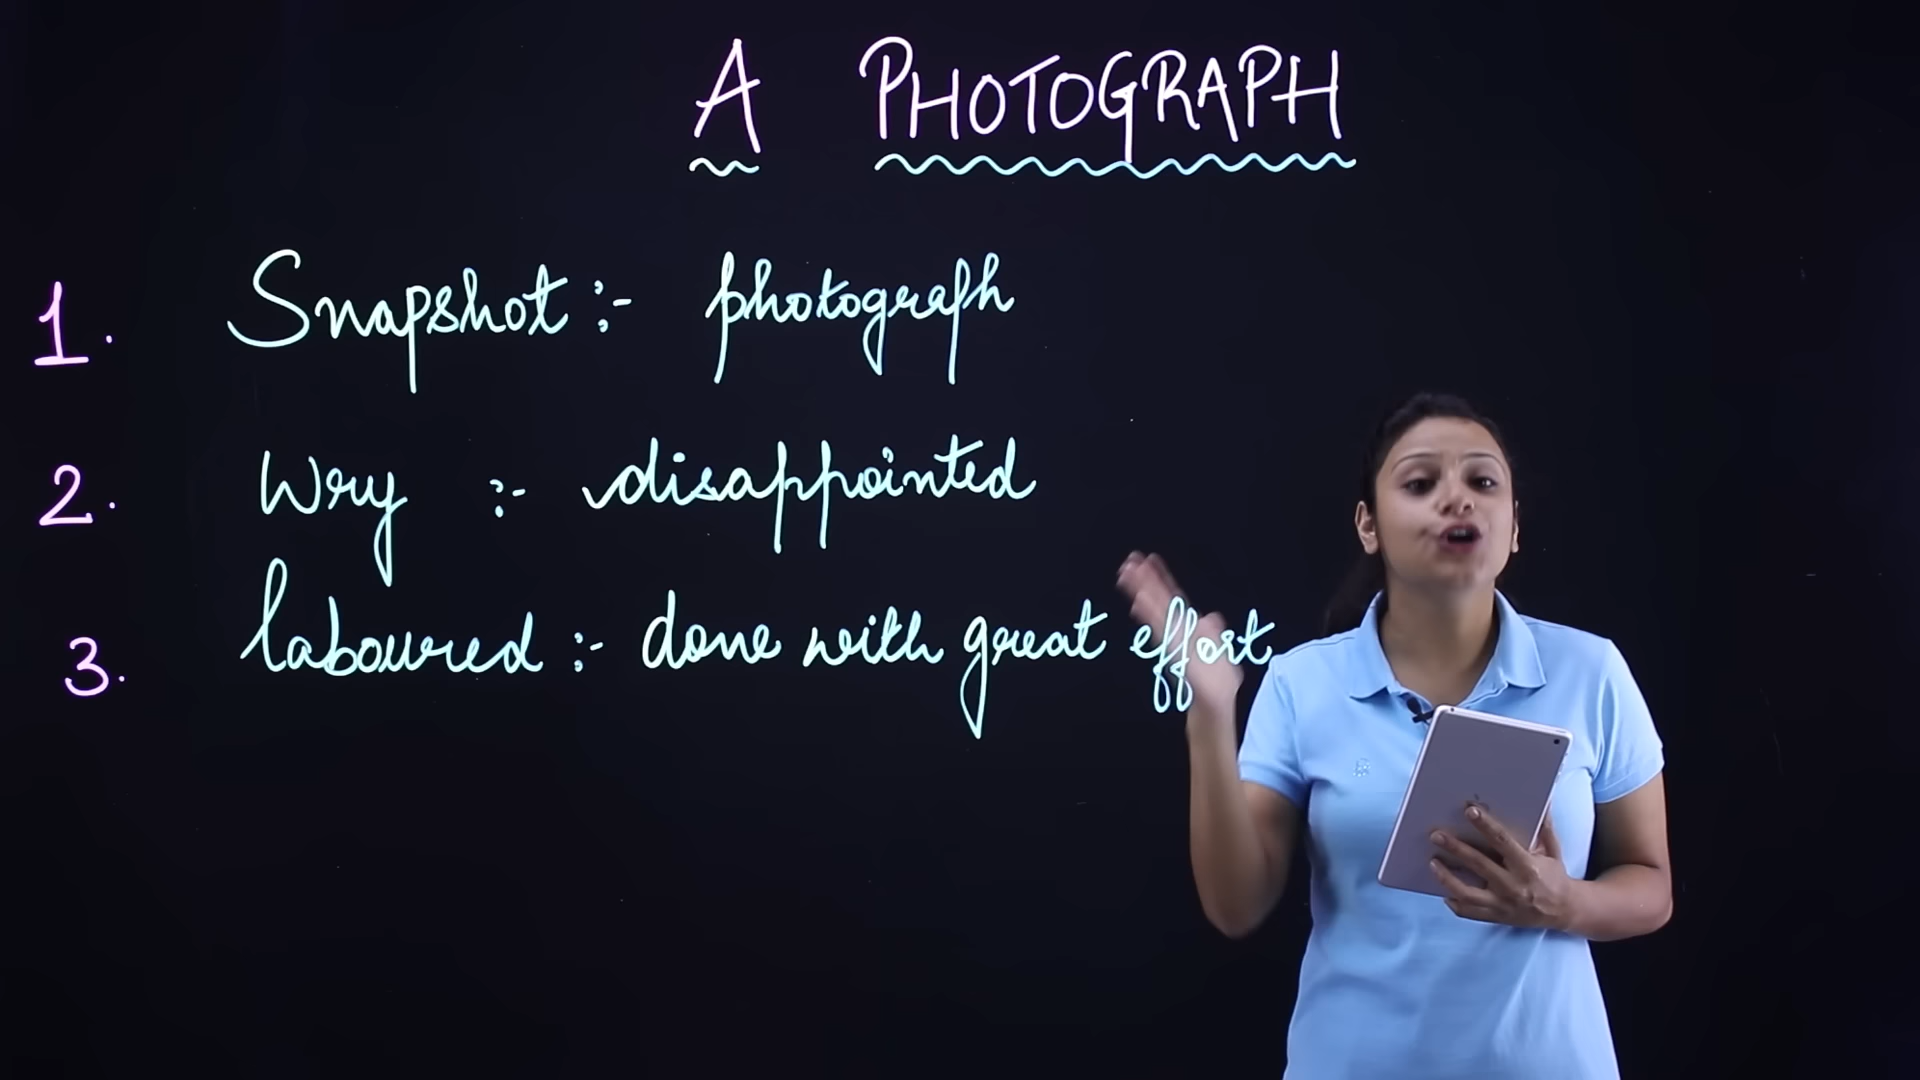 A PHOTOGRAPH
1. Snapshot :- photograph
2. Wry :- disappointed
3. laboured :- done with great effort